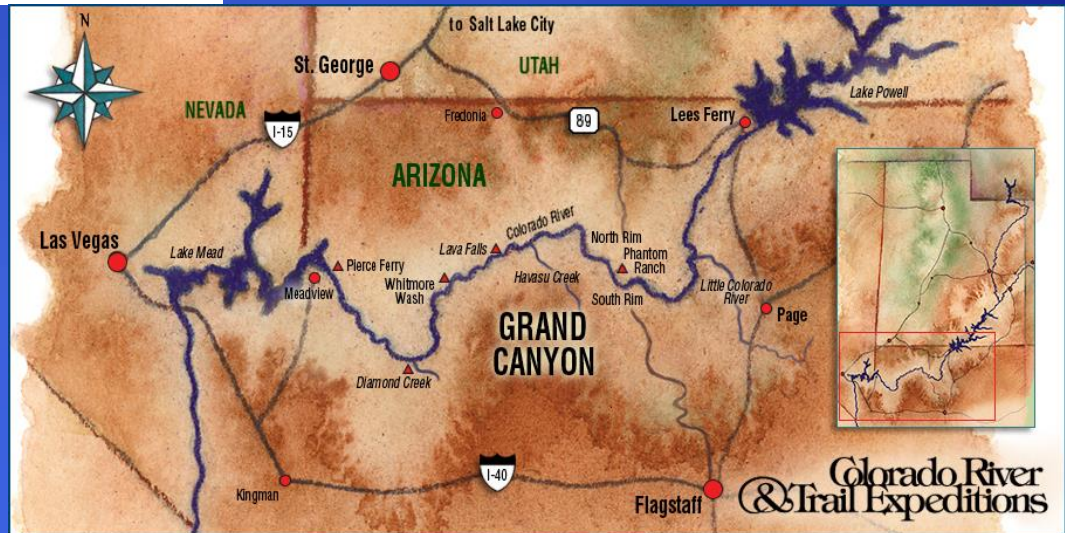 N
to Salt Lake City
St. George
UTAH
NEVADA
I-15
Fredonia
89
Lees Ferry
Lake Powell
ARIZONA
Las Vegas
Lake Mead
Colorado River
Lava Falls
North Rim
Phantom
Ranch
Pierce Ferry
Meadview
Whitmore
Wash
Havasu Creek
South Rim
Little Colorado
River
Page
GRAND
CANYON
Diamond Creek
Kingman
I-40
Flagstaff
Colorado River
& Trail Expeditions